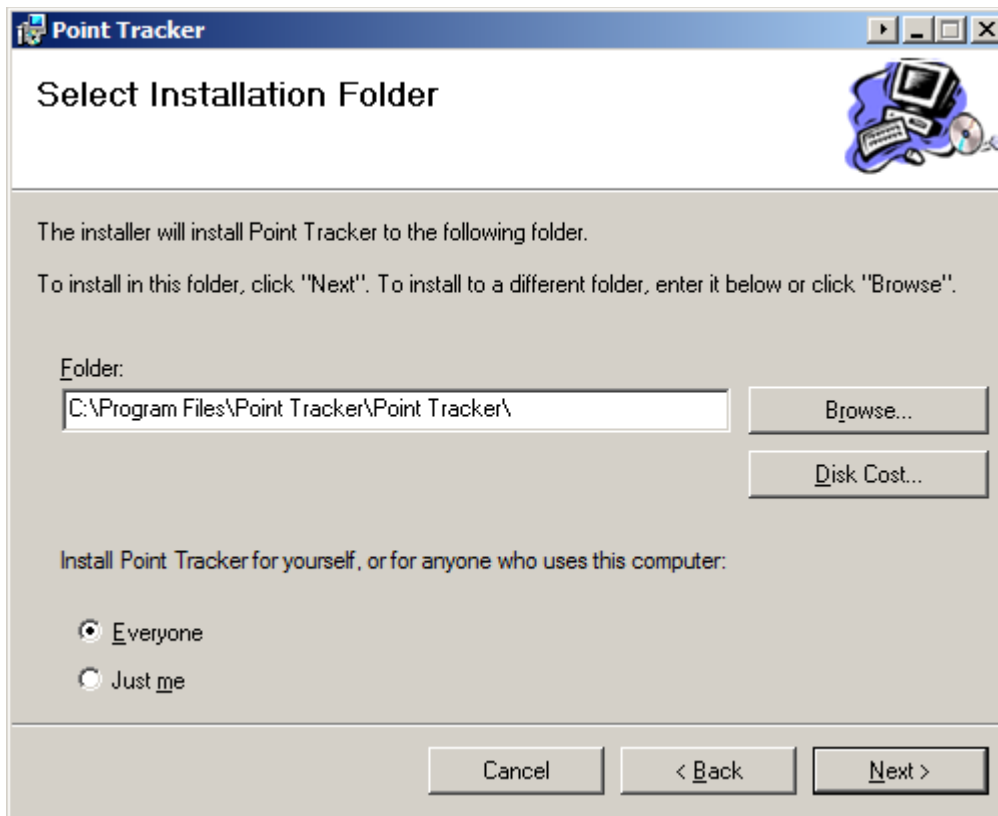 Point Tracker
Select Installation Folder
The installer will install Point Tracker to the following folder.
To install in this folder, click "Next". To install to a different folder, enter it below or click "Browse".
Folder:
C:\Program Files\Point Tracker\Point Tracker\
Browse...
Disk Cost...
Install Point Tracker for yourself, or for anyone who uses this computer:
Everyone
Just me
Cancel
< Back
Next >